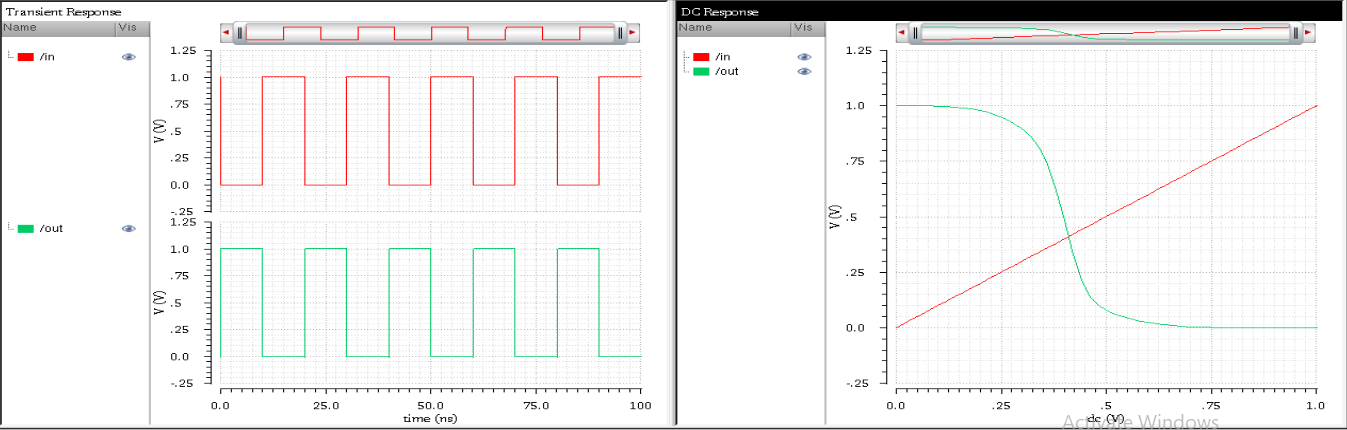 Transient Response
Name Vis
/in
1.25
1.0
.75
.5
.25
0.0
-.25
V (V)
/out
1.25
1.0
.75
.5
.25
0.0
-.25
V (V)
0.0 25.0 50.0 75.0 100
time (ns)
DC Response
Name Vis
/in
/out
1.25
1.0
.75
.5
.25
0.0
-.25
V (V)
0.0 .25 .5 .75 1.0
dc (V)
Activate Windows